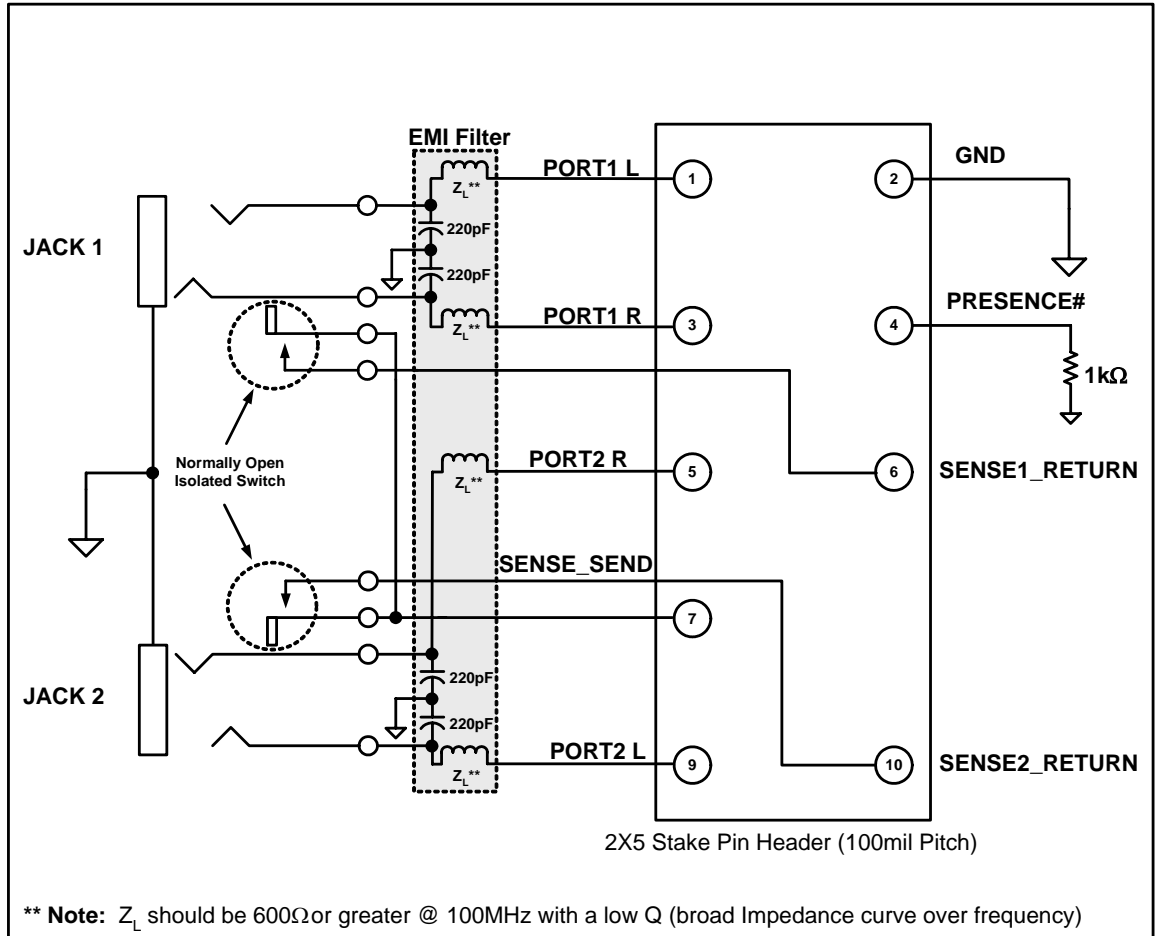 EMI Filter
PORT1 L
1
2
GND
Z_L**
220pF
JACK 1
220pF
PRESENCE#
PORT1 R
3
4
Z_L**
1kΩ
Normally Open
Isolated Switch
PORT2 R
5
6
SENSE1_RETURN
Z_L**
SENSE_SEND
7
220pF
JACK 2
220pF
PORT2 L
9
10
SENSE2_RETURN
Z_L**
2X5 Stake Pin Header (100mil Pitch)
** Note: Z_L should be 600Ωor greater @ 100MHz with a low Q (broad Impedance curve over frequency)